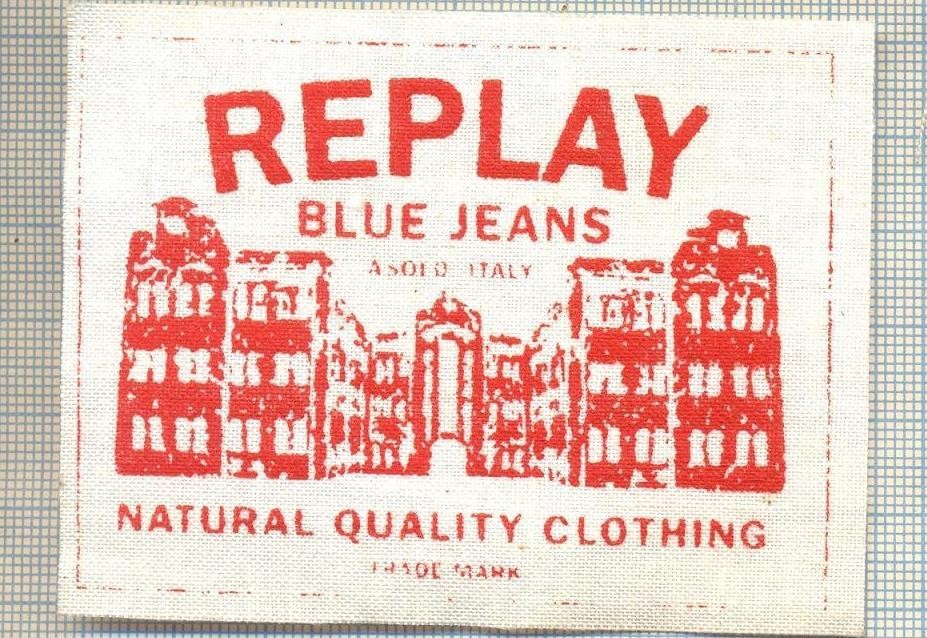 REPLAY
BLUE JEANS
ASOLO ITALY
NATURAL QUALITY CLOTHING
TRADE MARK